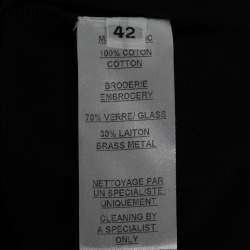 42
100% COTON
COTTON
BRODERIE
EMBROCERY
70% VERRE/ GLASS
30% LAITON
BRASS METAL
NETTOYAGE PAR
UN SPECIALISTE
UNIQUEMENT
CLEANING BY
A SPECIALIST
ONLY